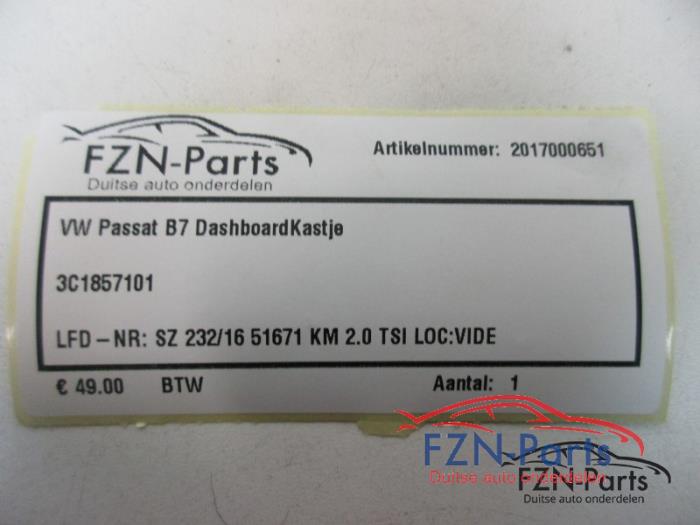 FZN-Parts
Duitse auto onderdelen
Artikelnummer: 2017000651
VW Passat B7 DashboardKastje
3C1857101
LFD-NR: SZ 232/16 51671 KM 2.0 TSI LOC:VIDE
€ 49.00 BTW Aantal: 1
FZN-Parts
Duitse auto onderdelen
FZN-Parts
Duitse auto onderdelen